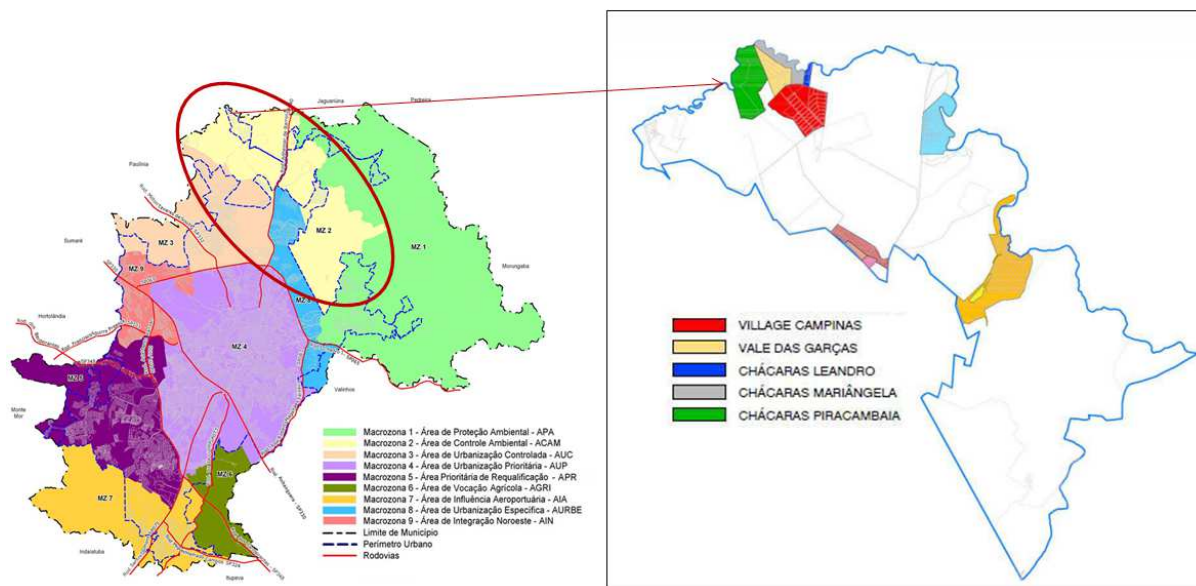 Jaguariúna
Pedreira
Paulínia
Sumaré
MZ 3
MZ 2
MZ 1
MZ 9
Morungaba
Hortolândia
MZ 4
MZ 5
Valinhos
Monte
Mor
MZ 6
MZ 7
Indaiatuba
Itupeva
Macrozona 1 - Área de Proteção Ambiental - APA
Macrozona 2 - Área de Controle Ambiental - ACAM
Macrozona 3 - Área de Urbanização Controlada - AUC
Macrozona 4 - Área de Urbanização Prioritária - AUP
Macrozona 5 - Área Prioritária de Requalificação - APR
Macrozona 6 - Área de Vocação Agrícola - AGRI
Macrozona 7 - Área de Influência Aeroportuária - AIA
Macrozona 8 - Área de Urbanização Específica - AURBE
Macrozona 9 - Área de Integração Noroeste - AIN
Limite de Município
Perímetro Urbano
Rodovias
VILLAGE CAMPINAS
VALE DAS GARÇAS
CHÁCARAS LEANDRO
CHÁCARAS MARIÂNGELA
CHÁCARAS PIRACAMBAIA